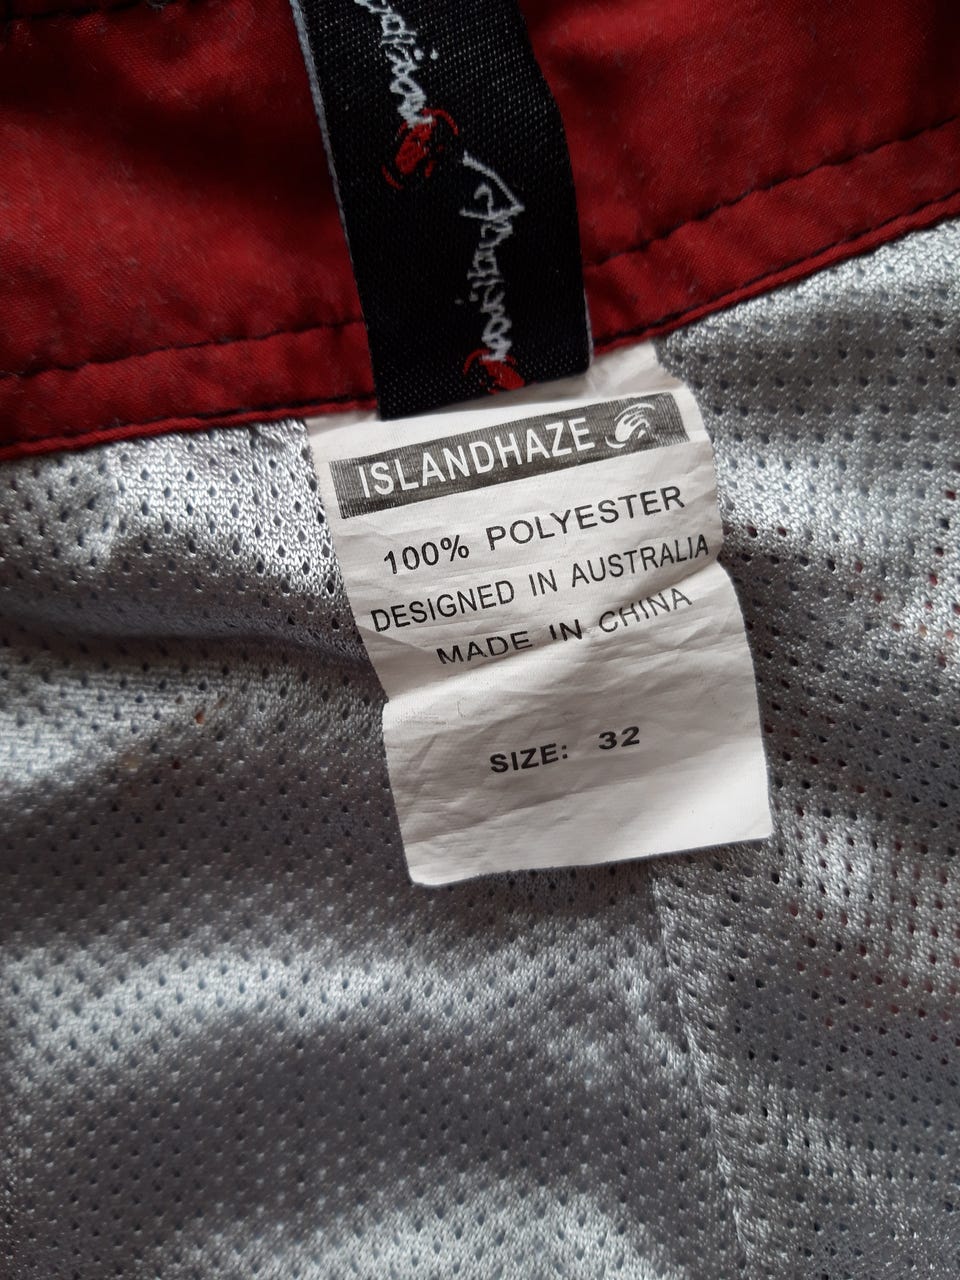 ISLANDHAZE
100% POLYESTER
DESIGNED IN AUSTRALIA
MADE IN CHINA
SIZE: 32